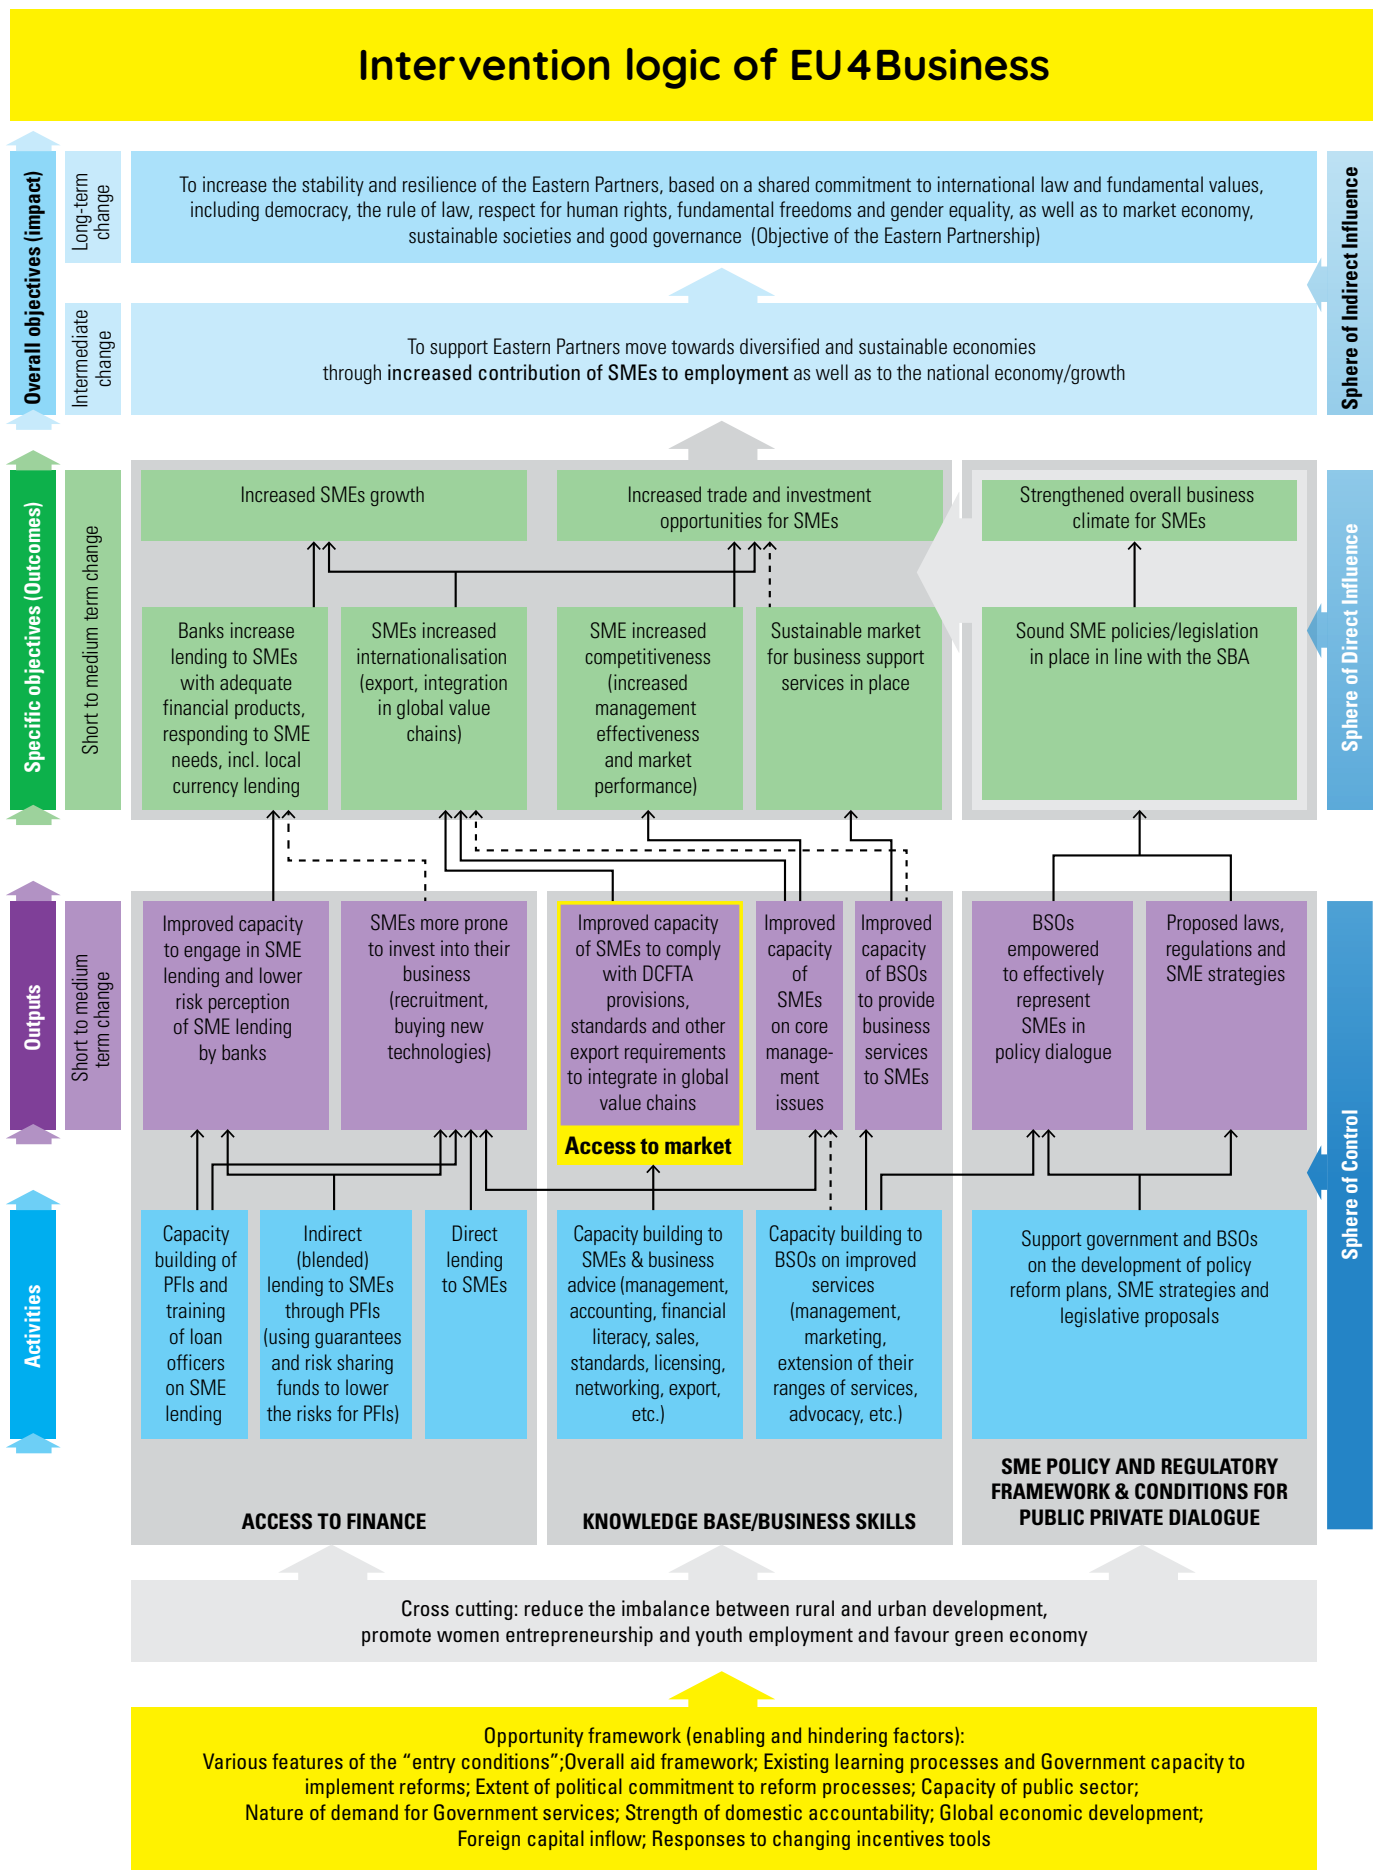 Intervention logic of EU4Business
Overall objectives (impact)
Long-term
change
To increase the stability and resilience of the Eastern Partners, based on a shared commitment to international law and fundamental values,
including democracy, the rule of law, respect for human rights, fundamental freedoms and gender equality, as well as to market economy,
sustainable societies and good governance (Objective of the Eastern Partnership)
Sphere of Indirect Influence
Intermediate
change
To support Eastern Partners move towards diversified and sustainable economies
through increased contribution of SMEs to employment as well as to the national economy/growth
Specific objectives (Outcomes)
Short to medium term change
Increased SMEs growth
Increased trade and investment
opportunities for SMEs
Strengthened overall business
climate for SMEs
Sphere of Direct Influence
Banks increase
lending to SMEs
with adequate
financial products,
responding to SME
needs, incl. local
currency lending
SMEs increased
internationalisation
(export, integration
in global value
chains)
SME increased
competitiveness
(increased
management
effectiveness
and market
performance)
Sustainable market
for business support
services in place
Sound SME policies/legislation
in place in line with the SBA
Outputs
Short to medium
term change
Improved capacity
to engage in SME
lending and lower
risk perception
of SME lending
by banks
SMEs more prone
to invest into their
business
(recruitment,
buying new
technologies)
Improved capacity
of SMEs to comply
with DCFTA
provisions,
standards and other
export requirements
to integrate in global
value chains
Access to market
Improved
capacity
of
SMEs
on core
manage-
ment
issues
Improved
capacity
of BSOs
to provide
business
services
to SMEs
BSOs
empowered
to effectively
represent
SMEs in
policy dialogue
Proposed laws,
regulations and
SME strategies
Sphere of Control
Activities
Capacity
building of
PFIs and
training
of loan
officers
on SME
lending
Indirect
(blended)
lending to SMEs
through PFIs
(using guarantees
and risk sharing
funds to lower
the risks for PFIs)
Direct
lending
to SMEs
Capacity building to
SMEs & business
advice (management,
accounting, financial
literacy, sales,
standards, licensing,
networking, export,
etc.)
Capacity building to
BSOs on improved
services
(management,
marketing,
extension of their
ranges of services,
advocacy, etc.)
Support government and BSOs
on the development of policy
reform plans, SME strategies and
legislative proposals
ACCESS TO FINANCE
KNOWLEDGE BASE/BUSINESS SKILLS
SME POLICY AND REGULATORY
FRAMEWORK & CONDITIONS FOR
PUBLIC PRIVATE DIALOGUE
Cross cutting: reduce the imbalance between rural and urban development,
promote women entrepreneurship and youth employment and favour green economy
Opportunity framework (enabling and hindering factors):
Various features of the “entry conditions”;Overall aid framework; Existing learning processes and Government capacity to
implement reforms; Extent of political commitment to reform processes; Capacity of public sector;
Nature of demand for Government services; Strength of domestic accountability; Global economic development;
Foreign capital inflow; Responses to changing incentives tools